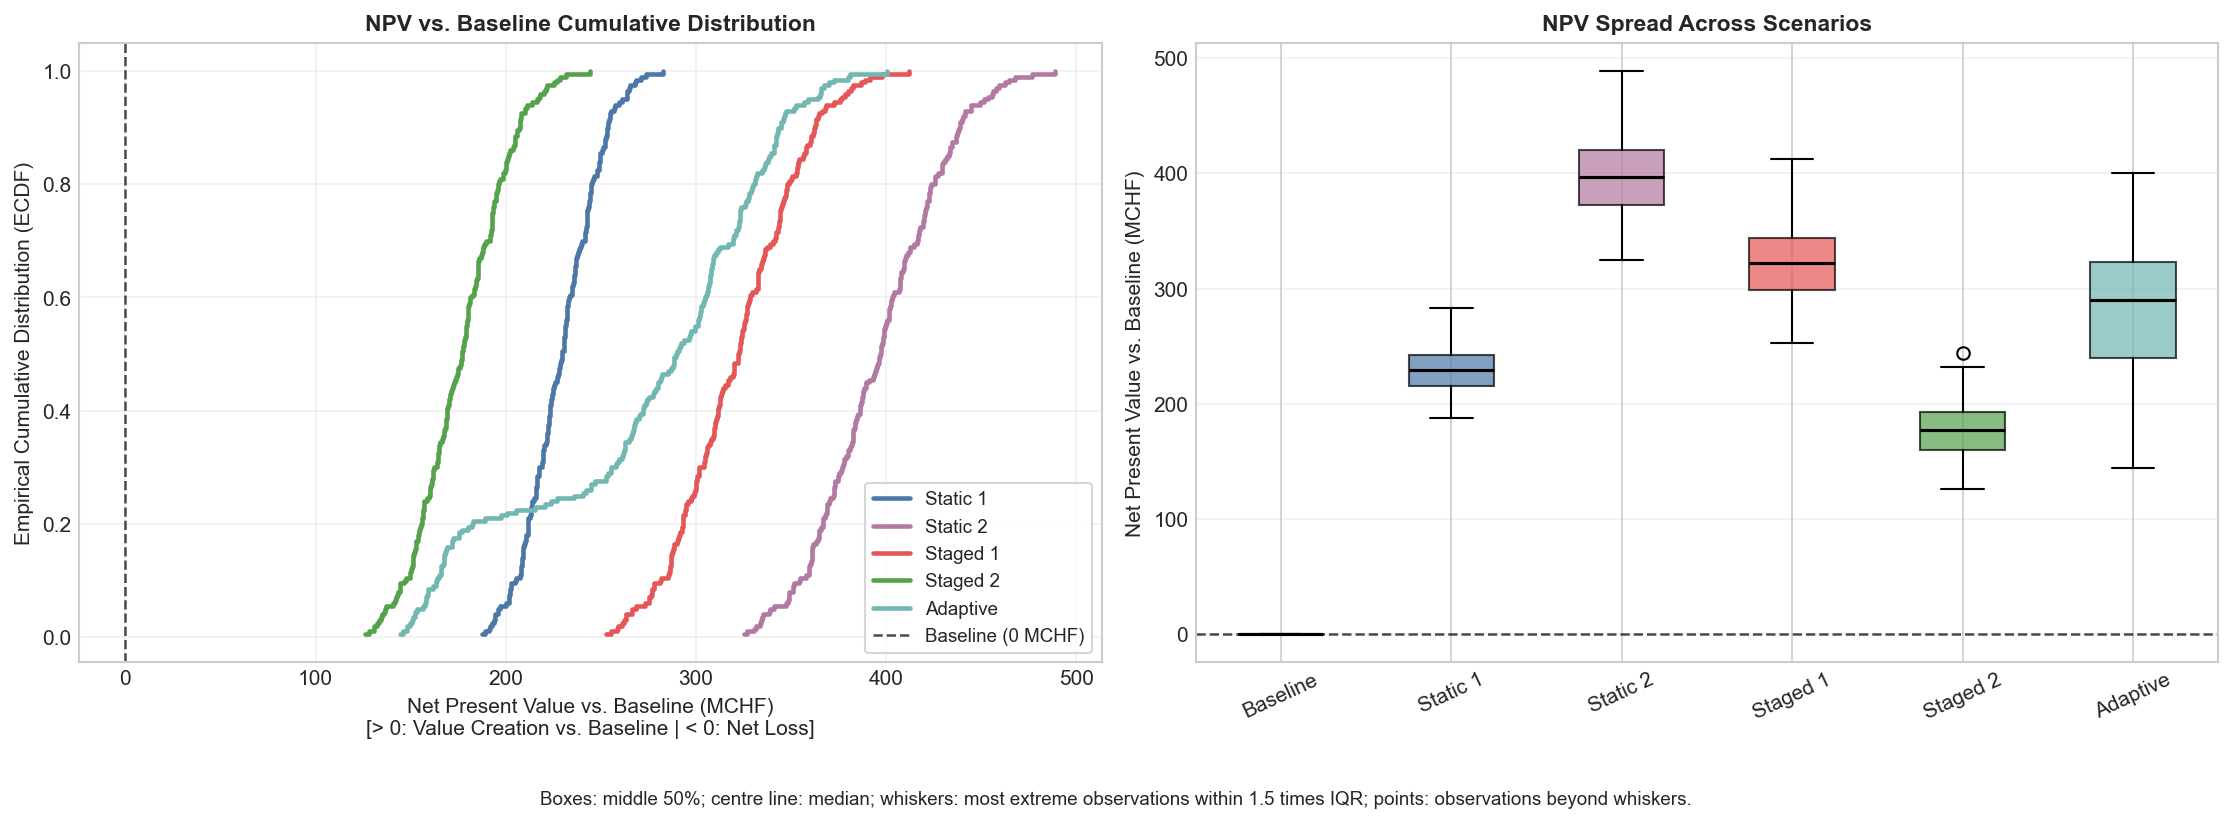 NPV vs. Baseline Cumulative Distribution
Empirical Cumulative Distribution (ECDF)
1.0
0.8
0.6
0.4
0.2
0.0
0
100
200
300
400
500
Static 1
Static 2
Staged 1
Staged 2
Adaptive
Baseline (0 MCHF)
Net Present Value vs. Baseline (MCHF)
[> 0: Value Creation vs. Baseline | < 0: Net Loss]
NPV Spread Across Scenarios
Net Present Value vs. Baseline (MCHF)
500
400
300
200
100
0
Baseline
Static 1
Static 2
Staged 1
Staged 2
Adaptive
Boxes: middle 50%; centre line: median; whiskers: most extreme observations within 1.5 times IQR; points: observations beyond whiskers.